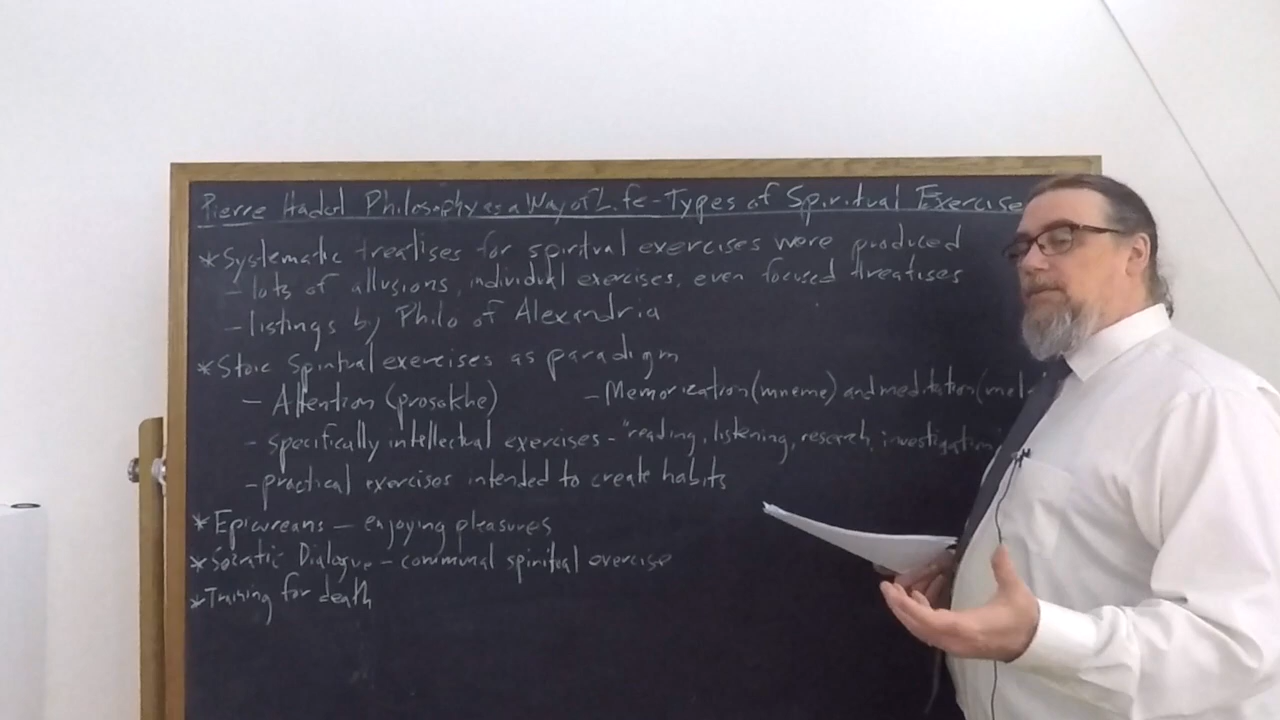 Pierre Hadot Philosophy as a Way of Life - Types of Spiritual Exercise
* Systematic treatises for spiritual exercises were produced
- lots of allusions, individual exercises, even focused threatises
- listings by Philo of Alexandria
* Stoic Spiritual exercises as paradigm
- Attention (prosokhe) - Memorization (mneme) and meditation (mel
- specifically intellectual exercises - "reading, listening, research, investigation
- practical exercises intended to create habits
* Epicureans - enjoying pleasures
* Socratic Dialogue - communal spiritual exercise
* Training for death